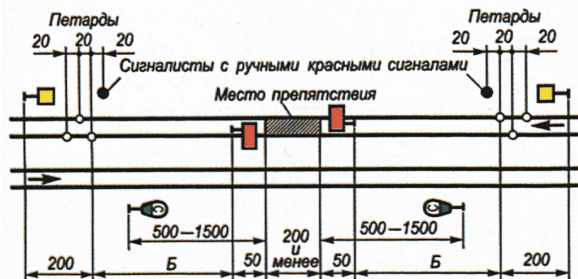 Петарды
Петарды
20 20 20
20 20 20
Сигналисты с ручными красными сигналами
Место препятствия
С
С
500–1500
200 и менее
500–1500
200
Б
50
50
Б
200